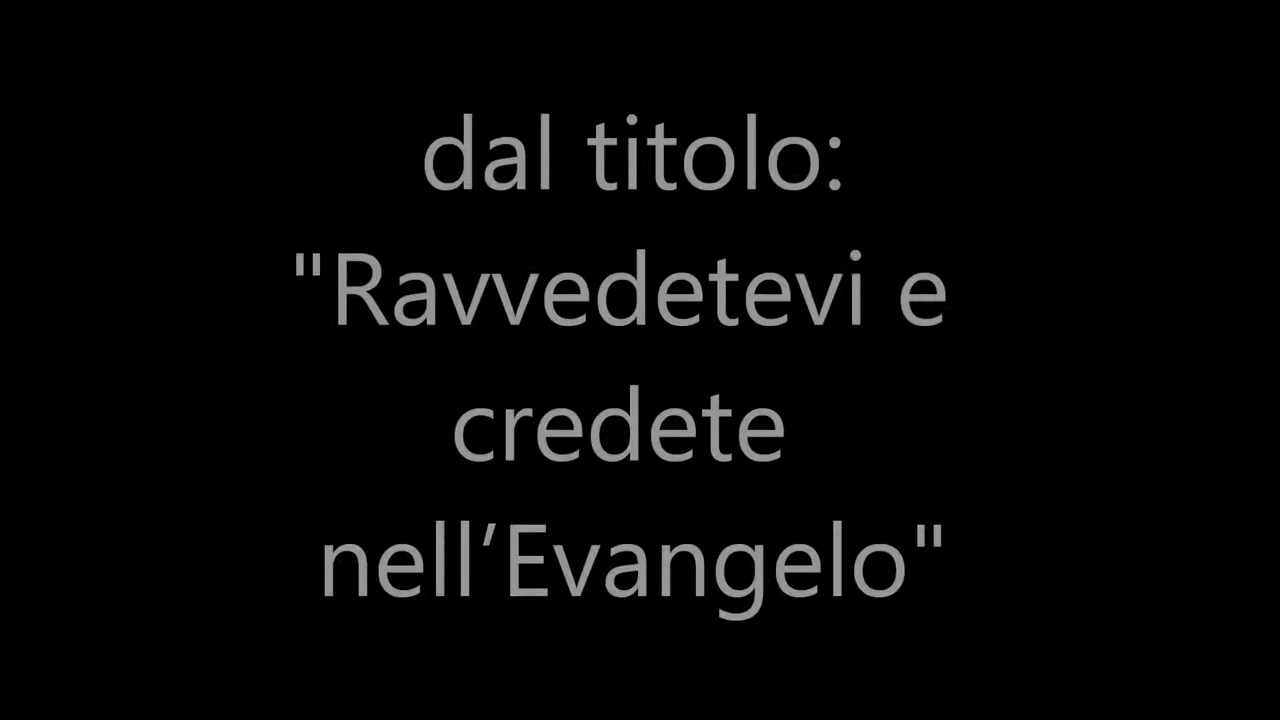 dal titolo:
"Ravvedetevi e
credete
nell’Evangelo"